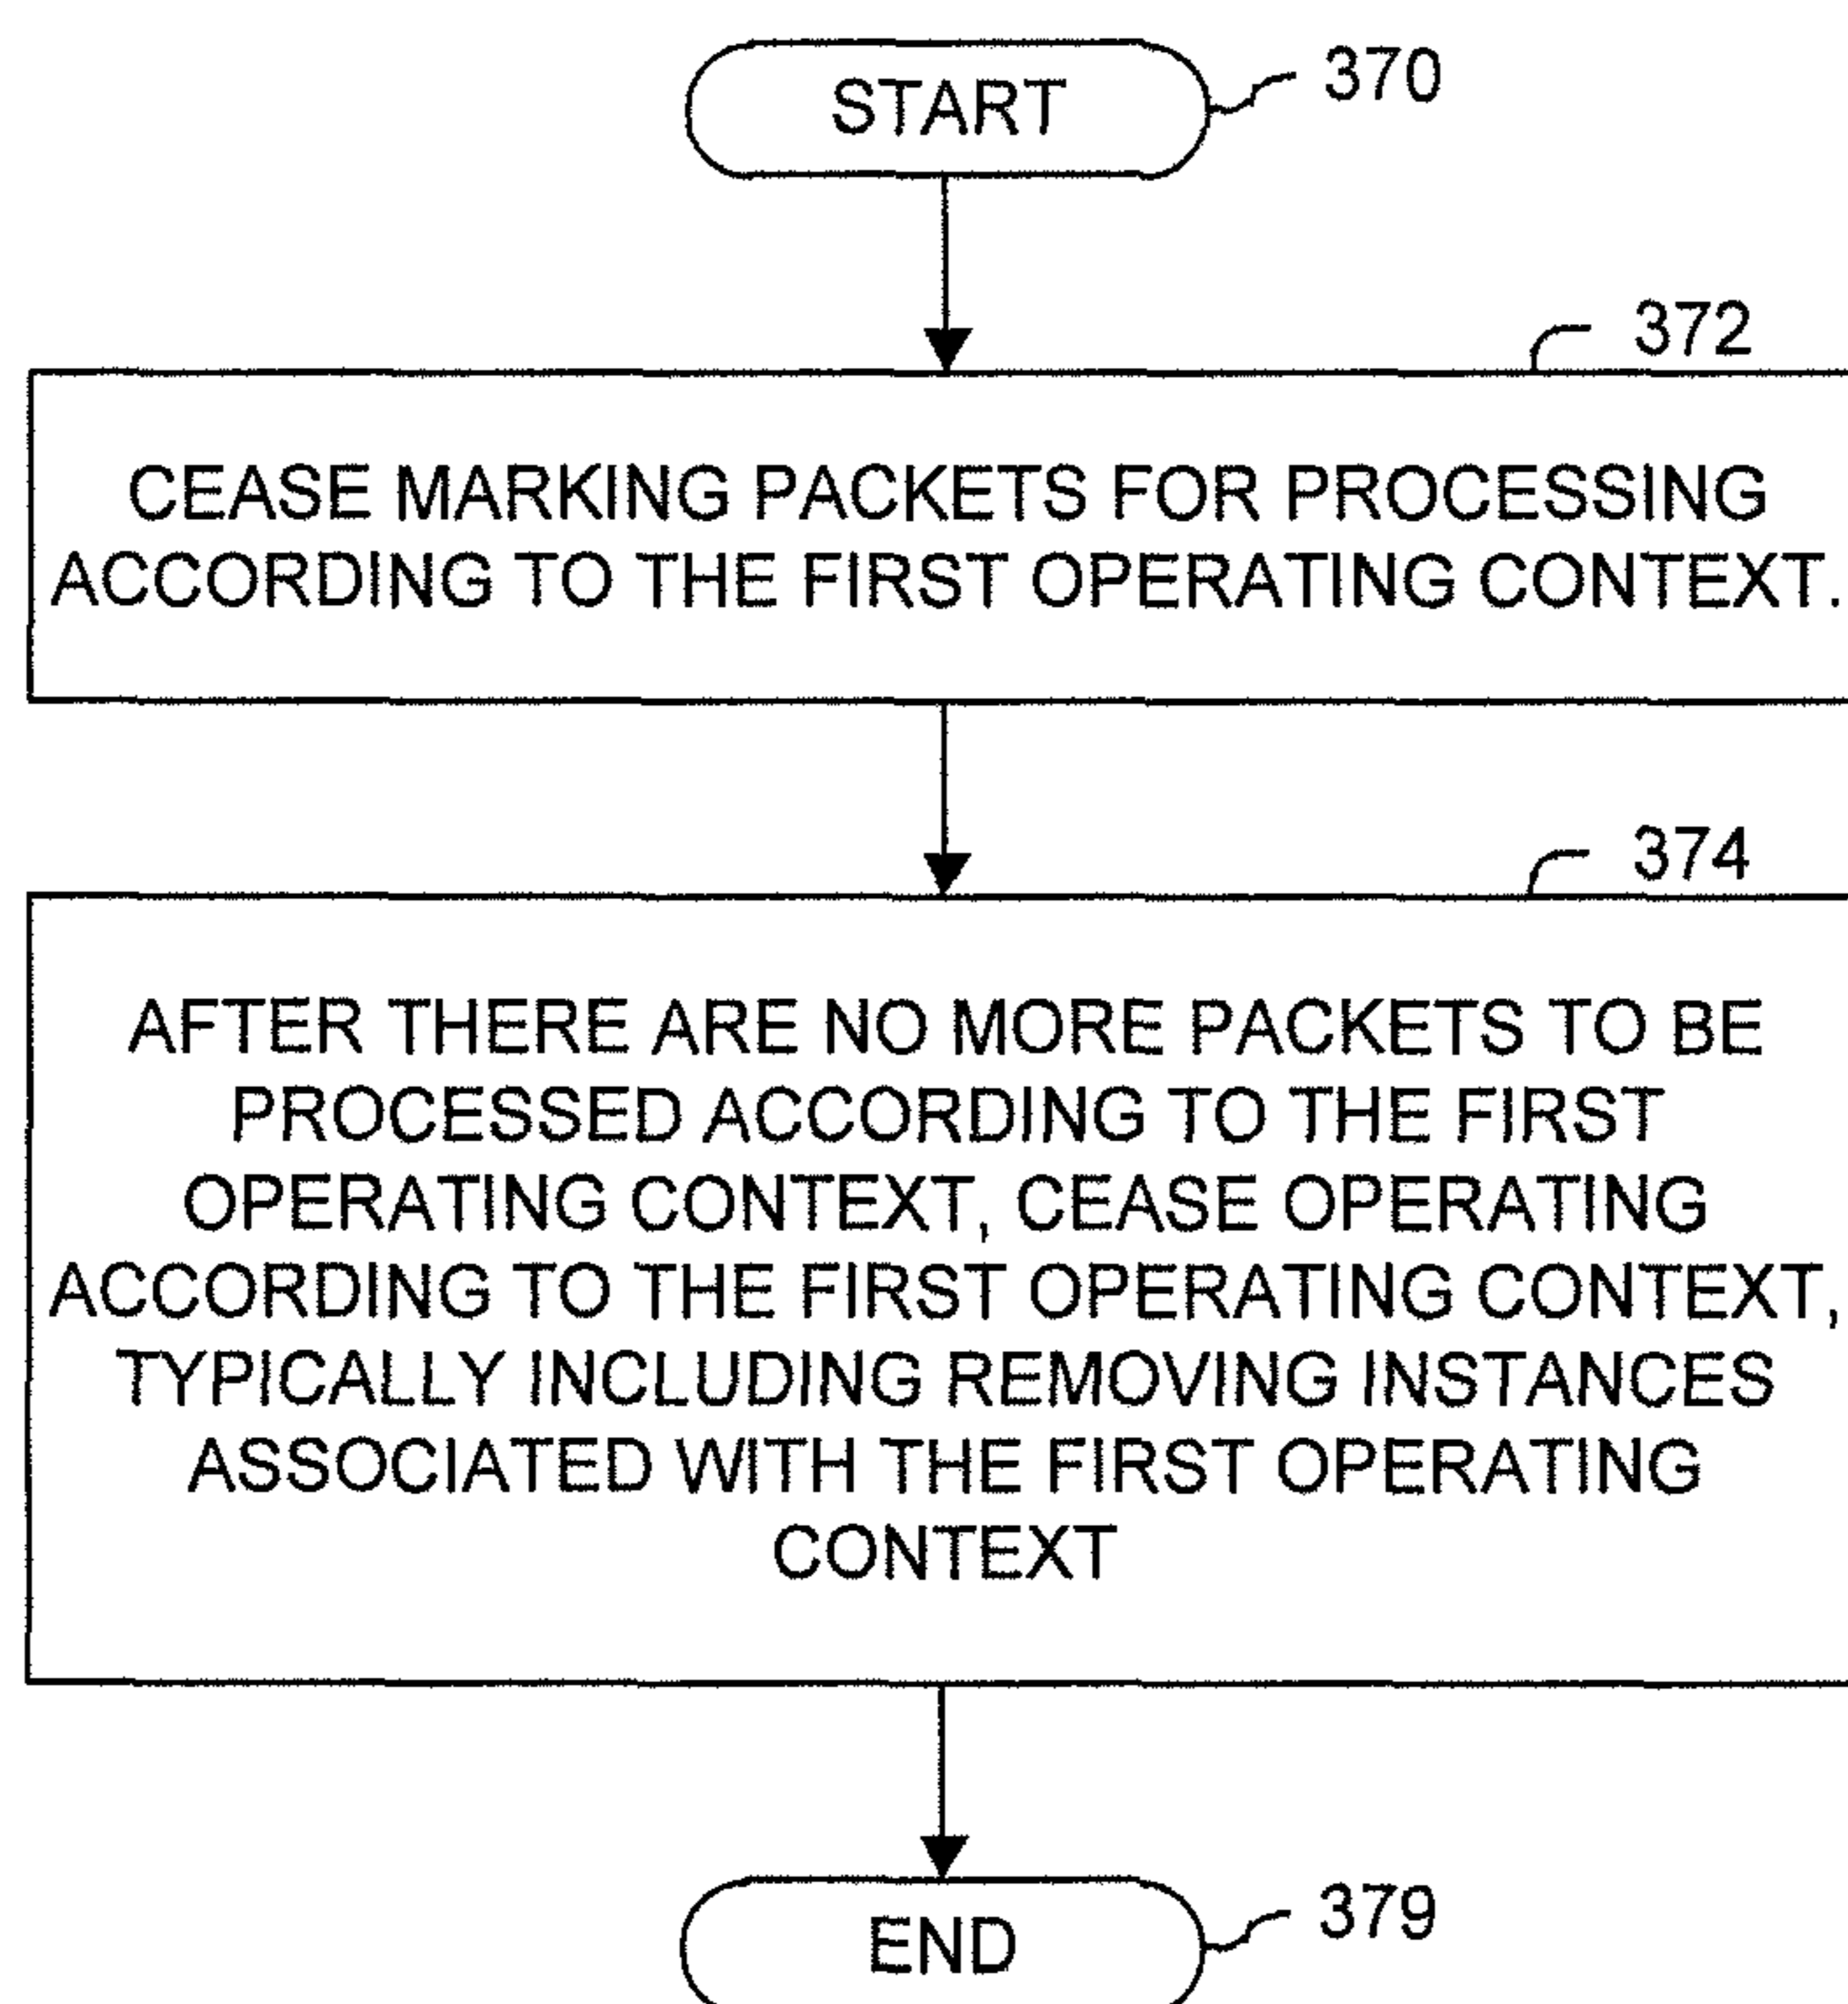 START
370
372
CEASE MARKING PACKETS FOR PROCESSING
ACCORDING TO THE FIRST OPERATING CONTEXT.
374
AFTER THERE ARE NO MORE PACKETS TO BE
PROCESSED ACCORDING TO THE FIRST
OPERATING CONTEXT, CEASE OPERATING
ACCORDING TO THE FIRST OPERATING CONTEXT,
TYPICALLY INCLUDING REMOVING INSTANCES
ASSOCIATED WITH THE FIRST OPERATING
CONTEXT
END
379